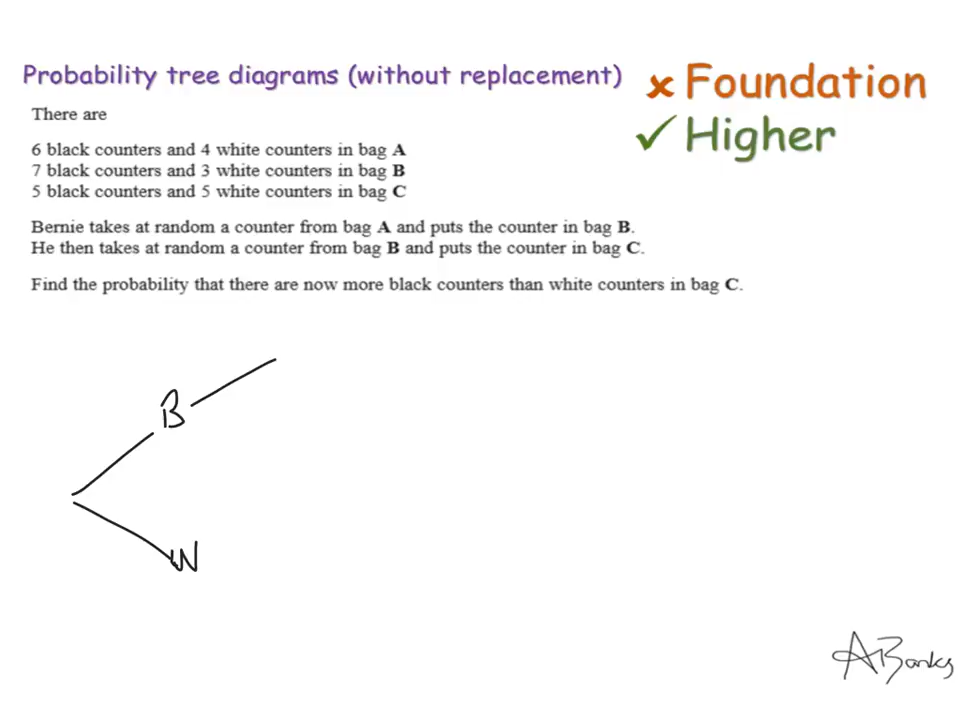 Probability tree diagrams (without replacement)
× Foundation
✓ Higher
There are
6 black counters and 4 white counters in bag A
7 black counters and 3 white counters in bag B
5 black counters and 5 white counters in bag C
Bernie takes at random a counter from bag A and puts the counter in bag B.
He then takes at random a counter from bag B and puts the counter in bag C.
Find the probability that there are now more black counters than white counters in bag C.
B
W
ABanks